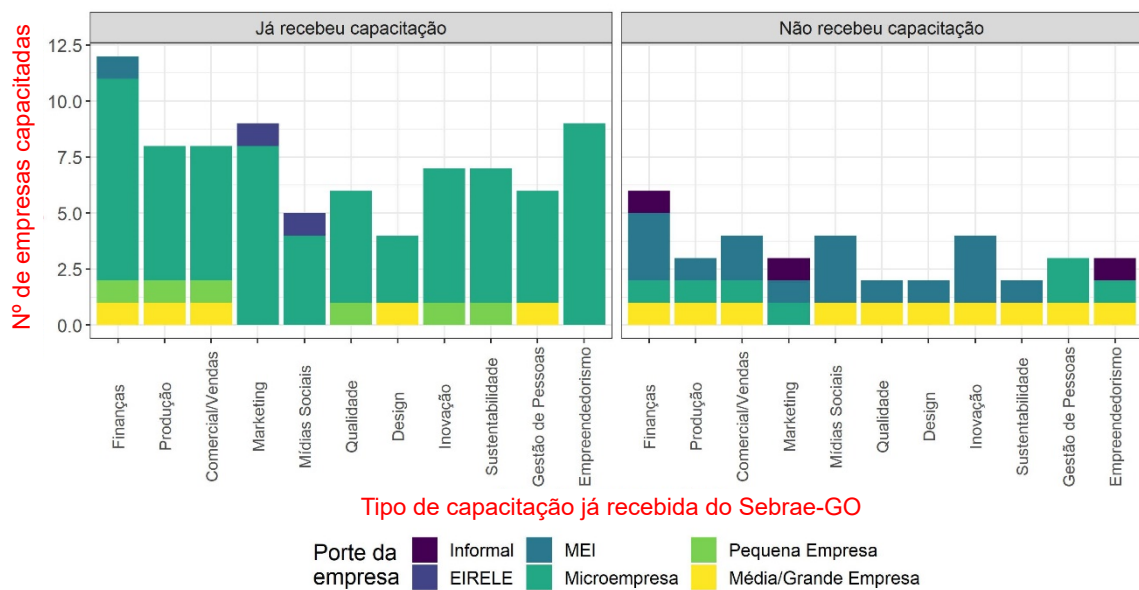 Já recebeu capacitação
Não recebeu capacitação
Nº de empresas capacitadas
12.5
10.0
7.5
5.0
2.5
0.0
Finanças
Produção
Comercial/Vendas
Marketing
Mídias Sociais
Qualidade
Design
Inovação
Sustentabilidade
Gestão de Pessoas
Empreendedorismo
Finanças
Produção
Comercial/Vendas
Marketing
Mídias Sociais
Qualidade
Design
Inovação
Sustentabilidade
Gestão de Pessoas
Empreendedorismo
Tipo de capacitação já recebida do Sebrae-GO
Porte da
empresa
Informal
MEI
Pequena Empresa
EIRELE
Microempresa
Média/Grande Empresa